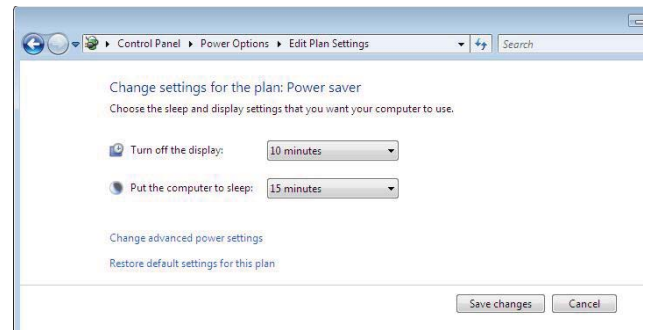 Control Panel ▸ Power Options ▸ Edit Plan Settings
Search
Change settings for the plan: Power saver
Choose the sleep and display settings that you want your computer to use.
Turn off the display: 10 minutes
Put the computer to sleep: 15 minutes
Change advanced power settings
Restore default settings for this plan
Save changes Cancel